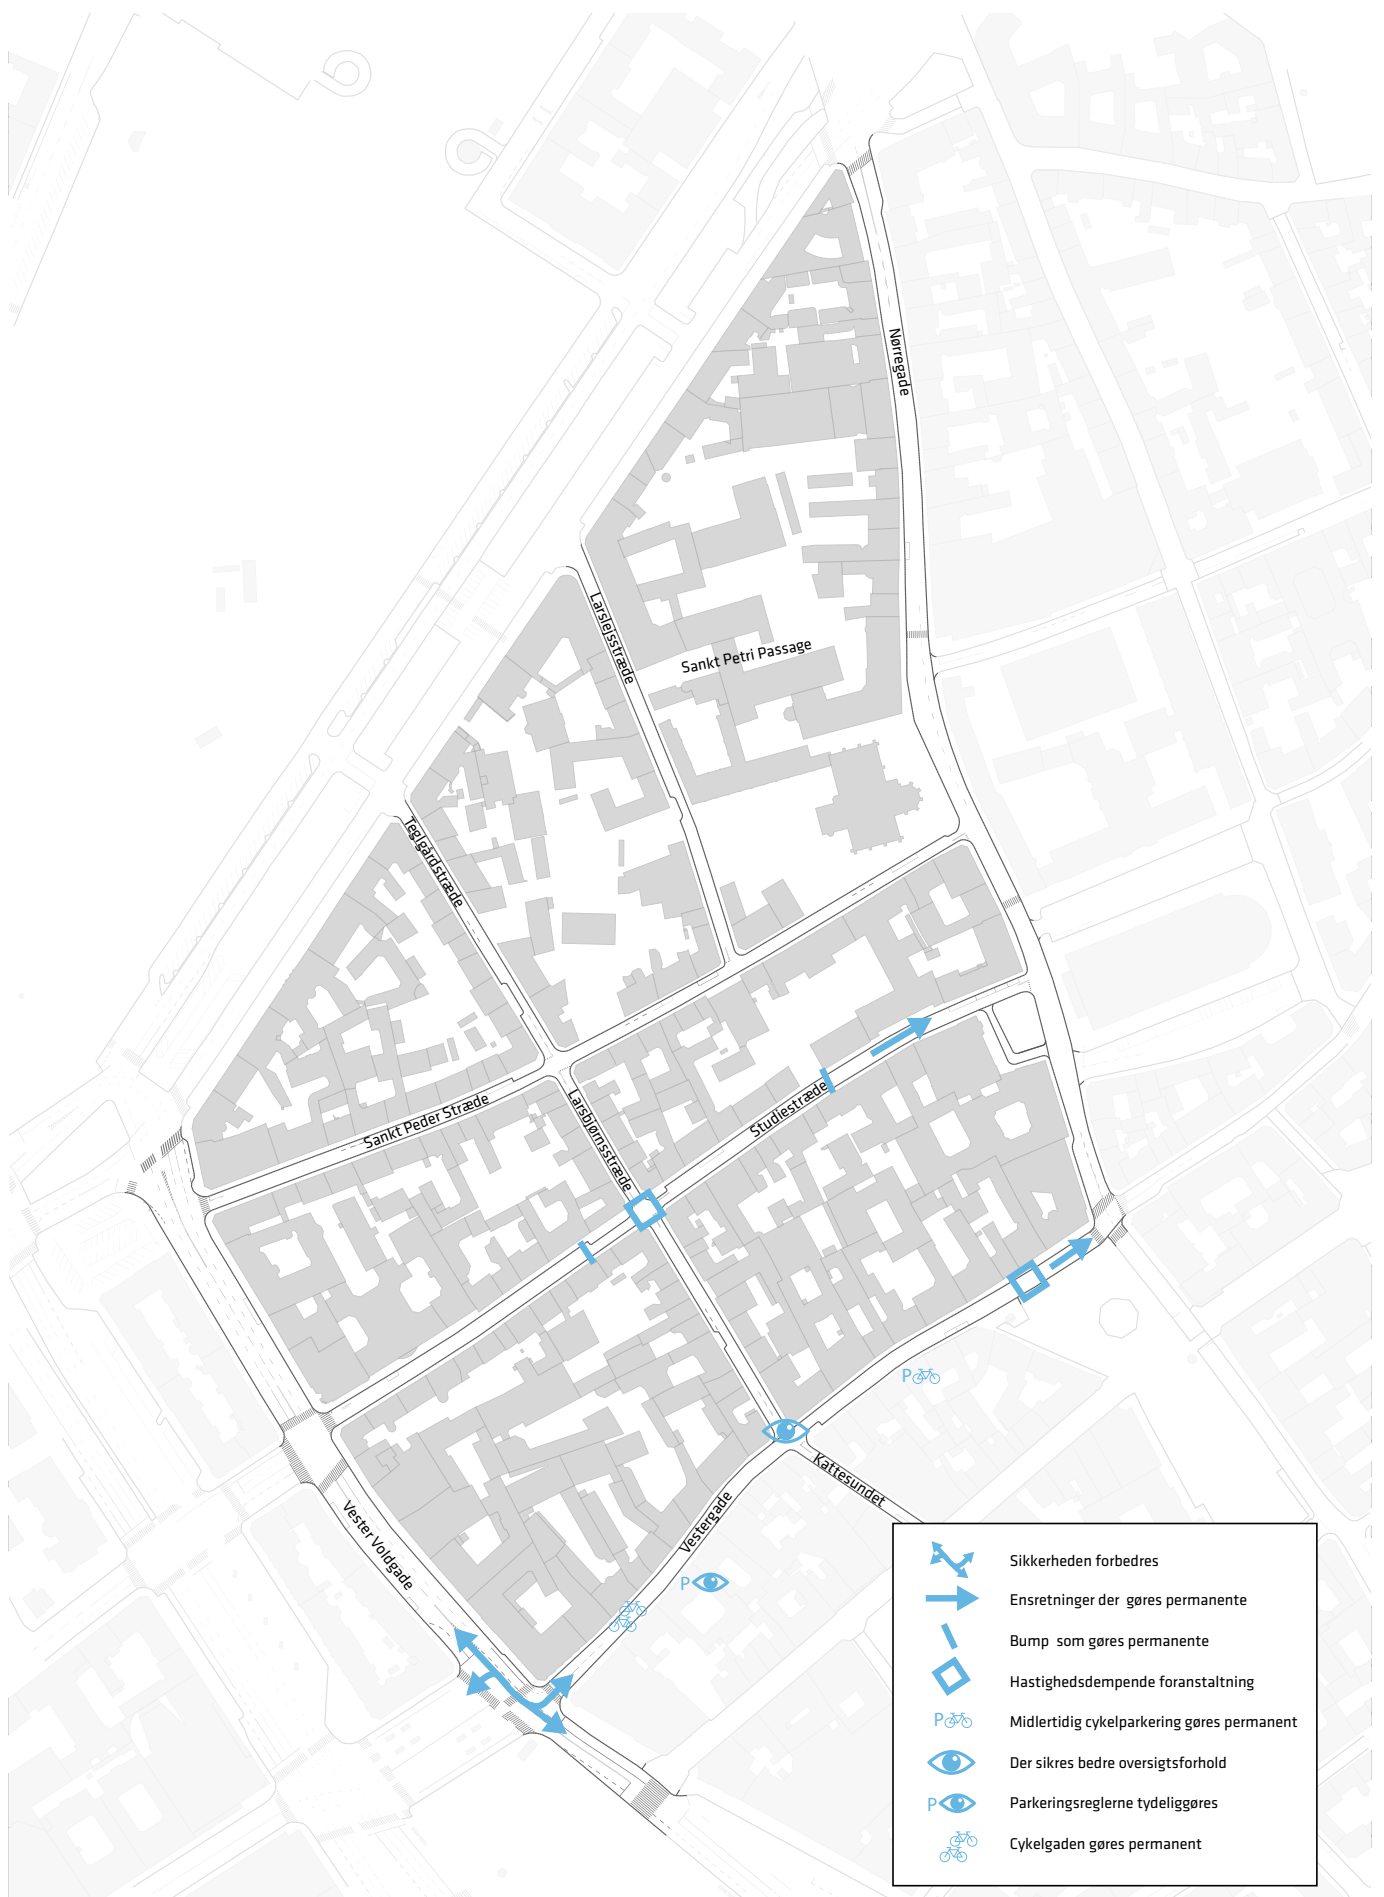 Nørregade
Larslejsstræde
Sankt Petri Passage
Teglgårdstræde
Sankt Peder Stræde
Larsbjørnsstræde
Studiestræde
P
Kattesundet
Vestergade
Vester Voldgade
P
Sikkerheden forbedres
Ensretninger der gøres permanente
Bump som gøres permanente
Hastighedsdempende foranstaltning
P Midlertidig cykelparkering gøres permanent
Der sikres bedre oversigtsforhold
P Parkeringsreglerne tydeliggøres
Cykelgaden gøres permanent